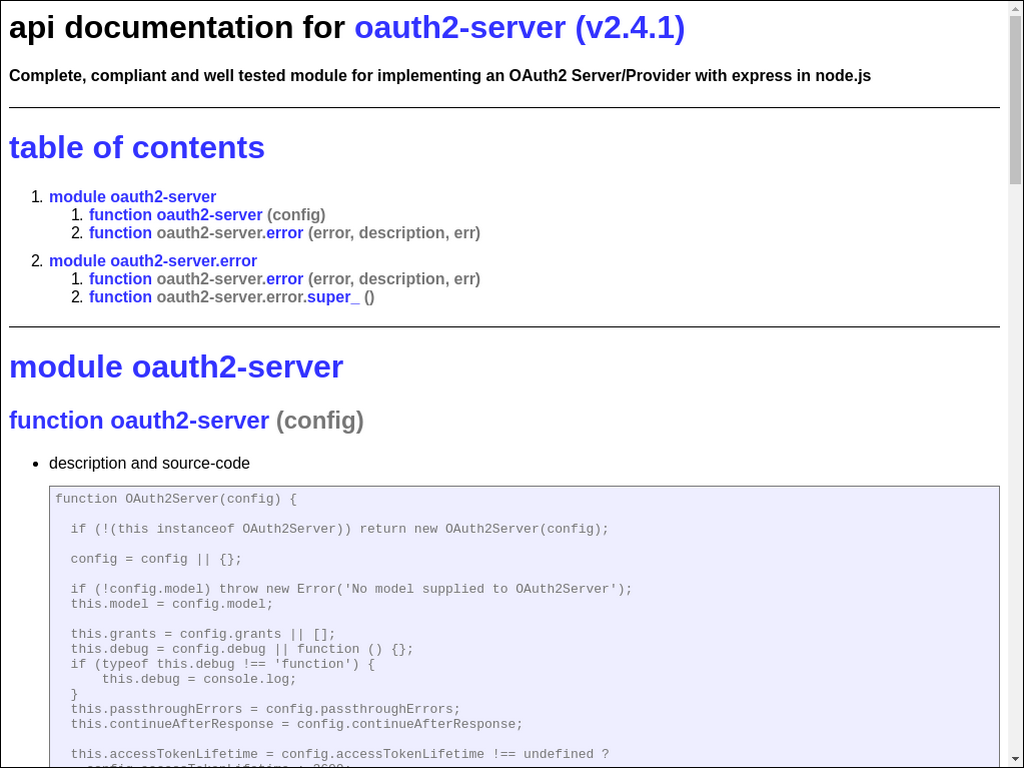 api documentation for oauth2-server (v2.4.1)
Complete, compliant and well tested module for implementing an OAuth2 Server/Provider with express in node.js
table of contents
1. module oauth2-server
1. function oauth2-server (config)
2. function oauth2-server.error (error, description, err)
2. module oauth2-server.error
1. function oauth2-server.error (error, description, err)
2. function oauth2-server.error.super_ ()
module oauth2-server
function oauth2-server (config)
• description and source-code
function OAuth2Server(config) {
if (!(this instanceof OAuth2Server)) return new OAuth2Server(config);
config = config || {};
if (!config.model) throw new Error('No model supplied to OAuth2Server');
this.model = config.model;
this.grants = config.grants || [];
this.debug = config.debug || function () {};
if (typeof this.debug !== 'function') {
this.debug = console.log;
}
this.passthroughErrors = config.passthroughErrors;
this.continueAfterResponse = config.continueAfterResponse;
this.accessTokenLifetime = config.accessTokenLifetime !== undefined ?
config.accessTokenLifetime : 3600;